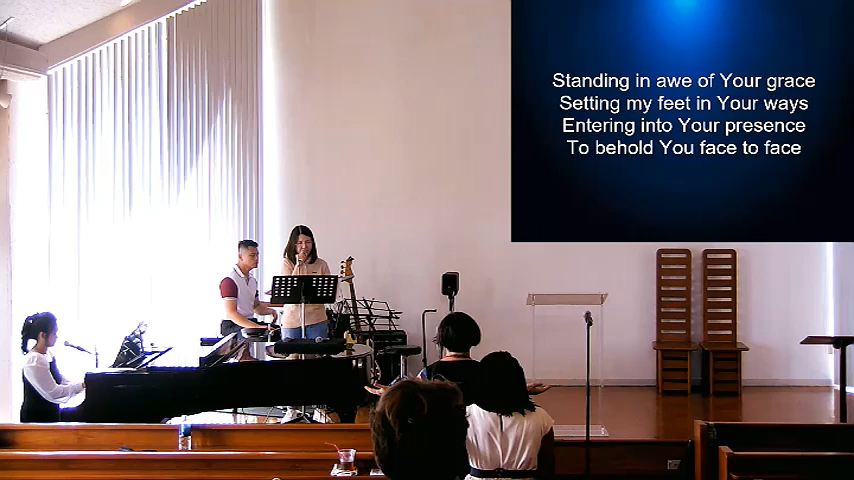 Standing in awe of Your grace
Setting my feet in Your ways
Entering into Your presence
To behold You face to face